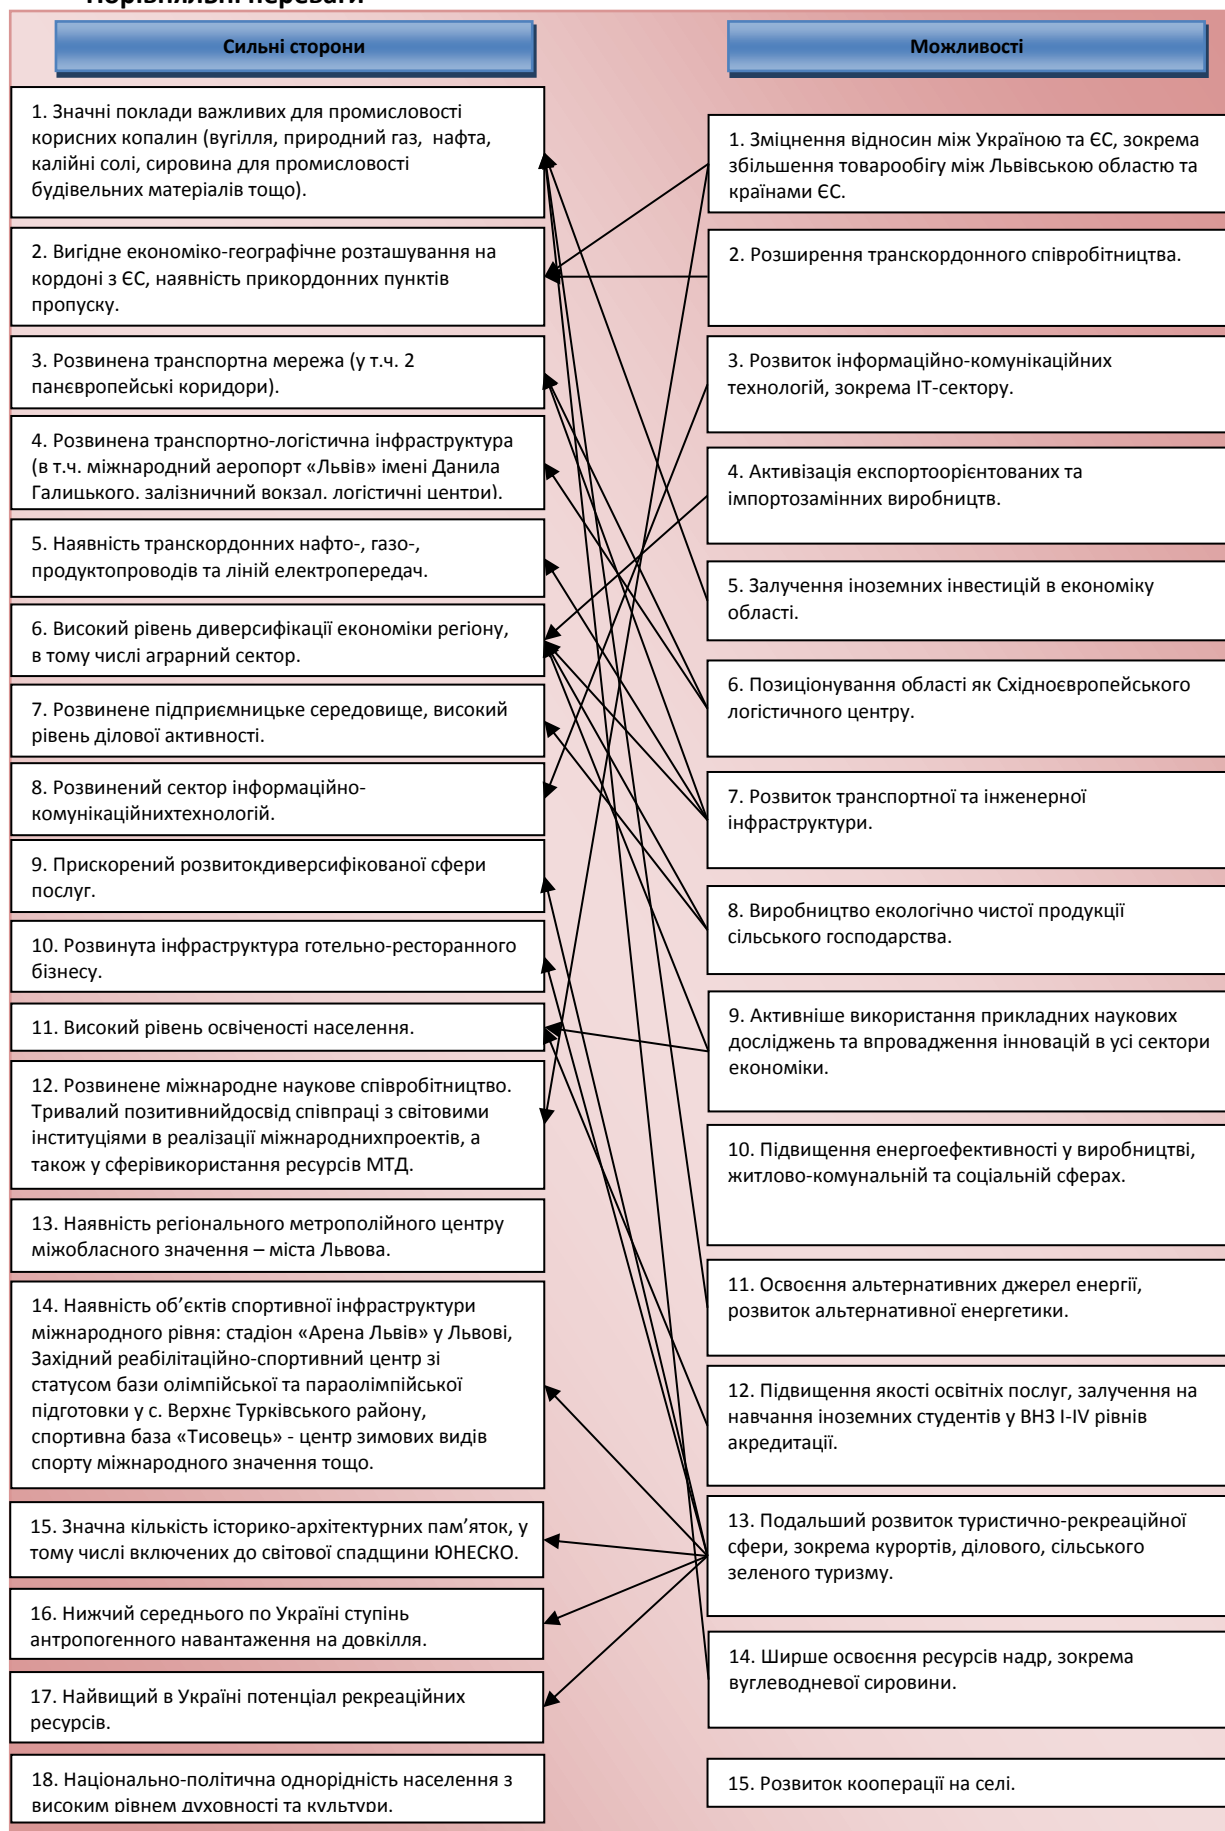 Порівняльні переваги
Сильні сторони
1. Значні поклади важливих для промисловості
корисних копалин (вугілля, природний газ, нафта,
калійні солі, сировина для промисловості
будівельних матеріалів тощо).
2. Вигідне економіко-географічне розташування на
кордоні з ЄС, наявність прикордонних пунктів
пропуску.
3. Розвинена транспортна мережа (у т.ч. 2
панєвропейські коридори).
4. Розвинена транспортно-логістична інфраструктура
(в т.ч. міжнародний аеропорт «Львів» імені Данила
Галицького, залізничний вокзал, логістичні центри).
5. Наявність транскордонних нафто-, газо-,
продуктопроводів та ліній електропередач.
6. Високий рівень диверсифікації економіки регіону,
в тому числі аграрний сектор.
7. Розвинене підприємницьке середовище, високий
рівень ділової активності.
8. Розвинений сектор інформаційно-
комунікаційнихтехнологій.
9. Прискорений розвитокдиверсифікованої сфери
послуг.
10. Розвинута інфраструктура готельно-ресторанного
бізнесу.
11. Високий рівень освіченості населення.
12. Розвинене міжнародне наукове співробітництво.
Тривалий позитивнийдосвід співпраці з світовими
інституціями в реалізації міжнароднихпроектів, а
також у сферівикористання ресурсів МТД.
13. Наявність регіонального метрополійного центру
міжобласного значення – міста Львова.
14. Наявність об’єктів спортивної інфраструктури
міжнародного рівня: стадіон «Арена Львів» у Львові,
Західний реабілітаційно-спортивний центр зі
статусом бази олімпійської та параолімпійської
підготовки у с. Верхнє Турківського району,
спортивна база «Тисовець» - центр зимових видів
спорту міжнародного значення тощо.
15. Значна кількість історико-архітектурних пам’яток, у
тому числі включених до світової спадщини ЮНЕСКО.
16. Нижчий середнього по Україні ступінь
антропогенного навантаження на довкілля.
17. Найвищий в Україні потенціал рекреаційних
ресурсів.
18. Національно-політична однорідність населення з
високим рівнем духовності та культури.
Можливості
1. Зміцнення відносин між Україною та ЄС, зокрема
збільшення товарообігу між Львівською областю та
країнами ЄС.
2. Розширення транскордонного співробітництва.
3. Розвиток інформаційно-комунікаційних
технологій, зокрема ІТ-сектору.
4. Активізація експортоорієнтованих та
імпортозамінних виробництв.
5. Залучення іноземних інвестицій в економіку
області.
6. Позиціонування області як Східноєвропейського
логістичного центру.
7. Розвиток транспортної та інженерної
інфраструктури.
8. Виробництво екологічно чистої продукції
сільського господарства.
9. Активніше використання прикладних наукових
досліджень та впровадження інновацій в усі сектори
економіки.
10. Підвищення енергоефективності у виробництві,
житлово-комунальній та соціальній сферах.
11. Освоєння альтернативних джерел енергії,
розвиток альтернативної енергетики.
12. Підвищення якості освітніх послуг, залучення на
навчання іноземних студентів у ВНЗ І-ІV рівнів
акредитації.
13. Подальший розвиток туристично-рекреаційної
сфери, зокрема курортів, ділового, сільського
зеленого туризму.
14. Ширше освоєння ресурсів надр, зокрема
вуглеводневої сировини.
15. Розвиток кооперації на селі.